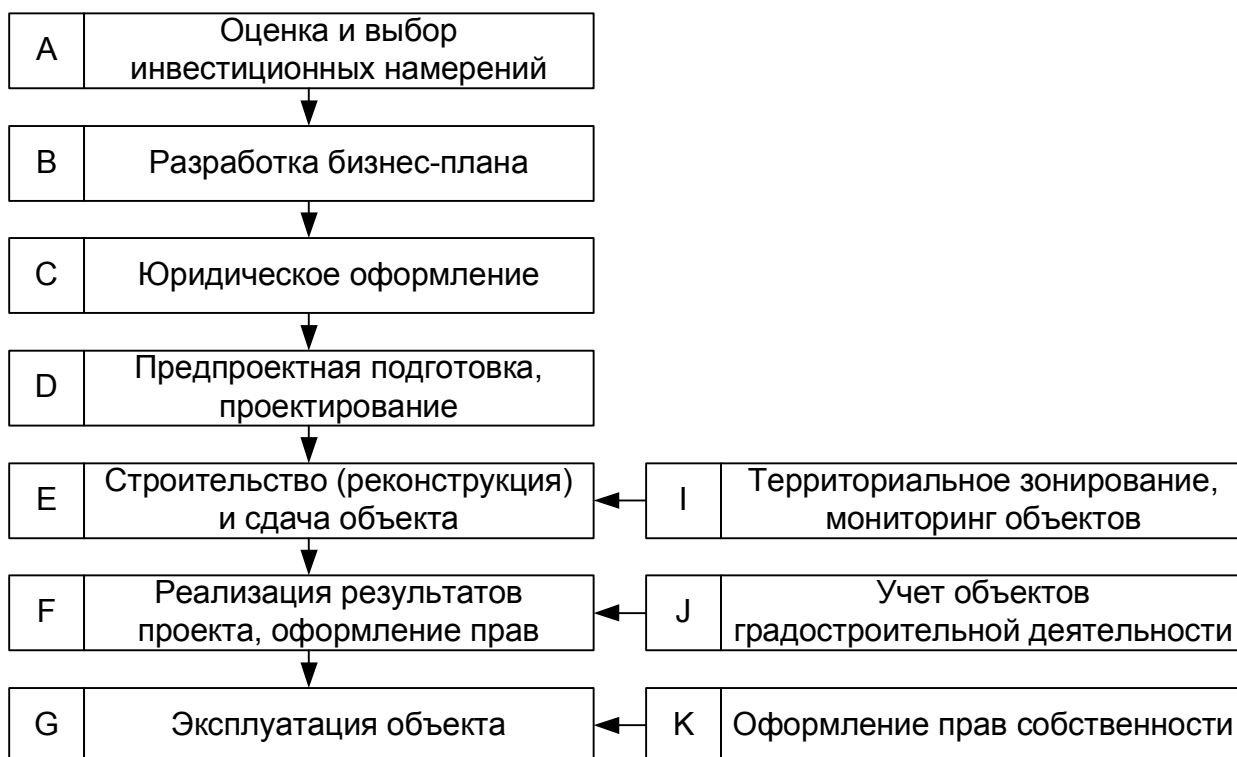 A
Оценка и выбор
инвестиционных намерений
B
Разработка бизнес-плана
C
Юридическое оформление
D
Предпроектная подготовка,
проектирование
E
Строительство (реконструкция)
и сдача объекта
I
Территориальное зонирование,
мониторинг объектов
F
Реализация результатов
проекта, оформление прав
J
Учет объектов
градостроительной деятельности
G
Эксплуатация объекта
K
Оформление прав собственности